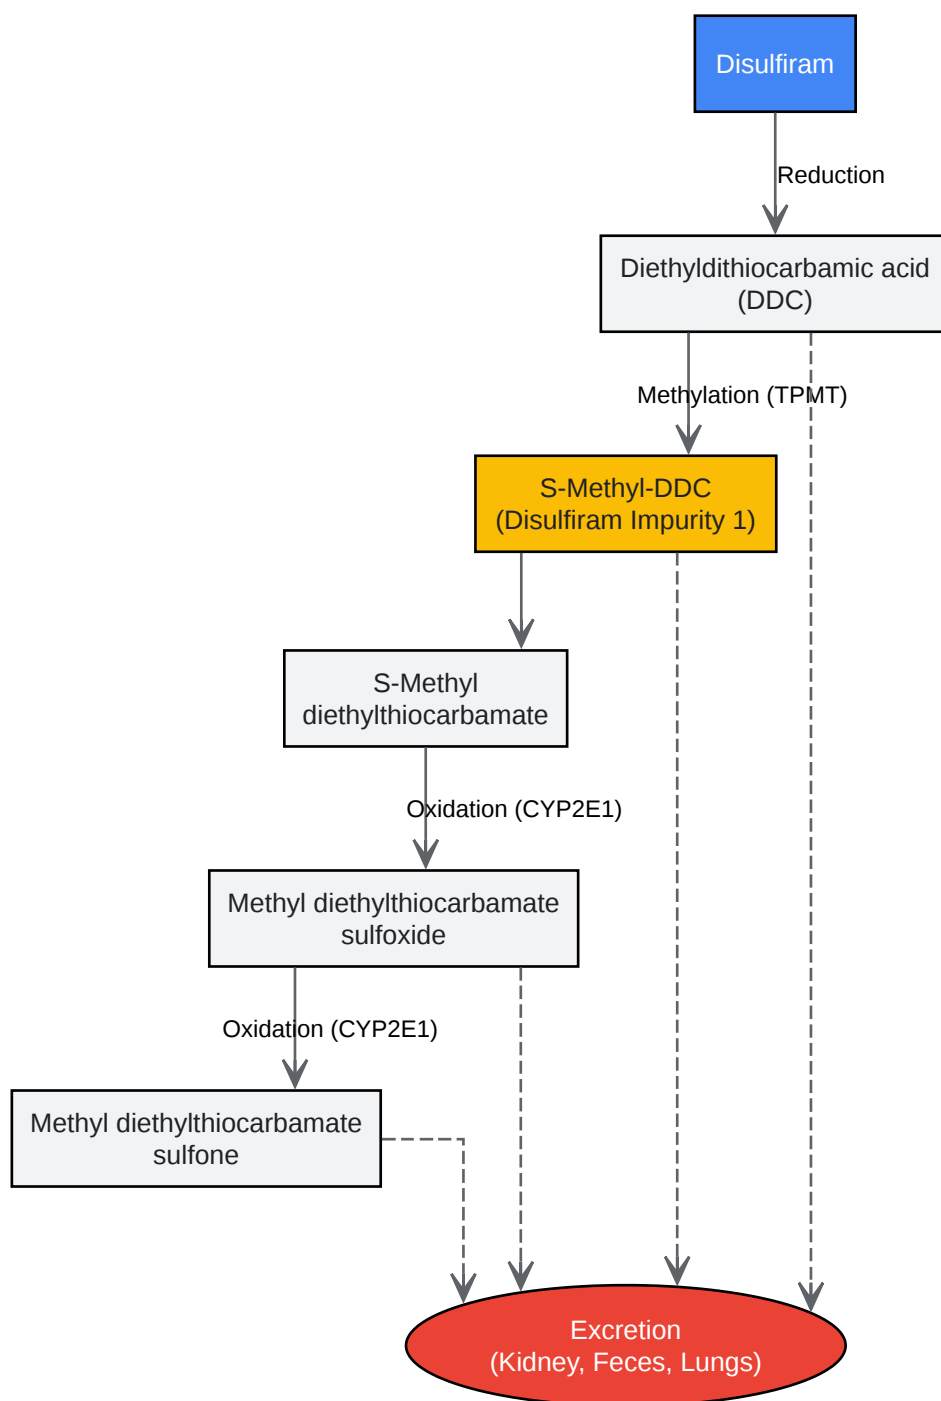 Disulfiram
Reduction
Diethyldithiocarbamic acid
(DDC)
Methylation (TPMT)
S-Methyl-DDC
(Disulfiram Impurity 1)
S-Methyl
diethylthiocarbamate
Oxidation (CYP2E1)
Methyl diethylthiocarbamate
sulfoxide
Oxidation (CYP2E1)
Methyl diethylthiocarbamate
sulfone
Excretion
(Kidney, Feces, Lungs)